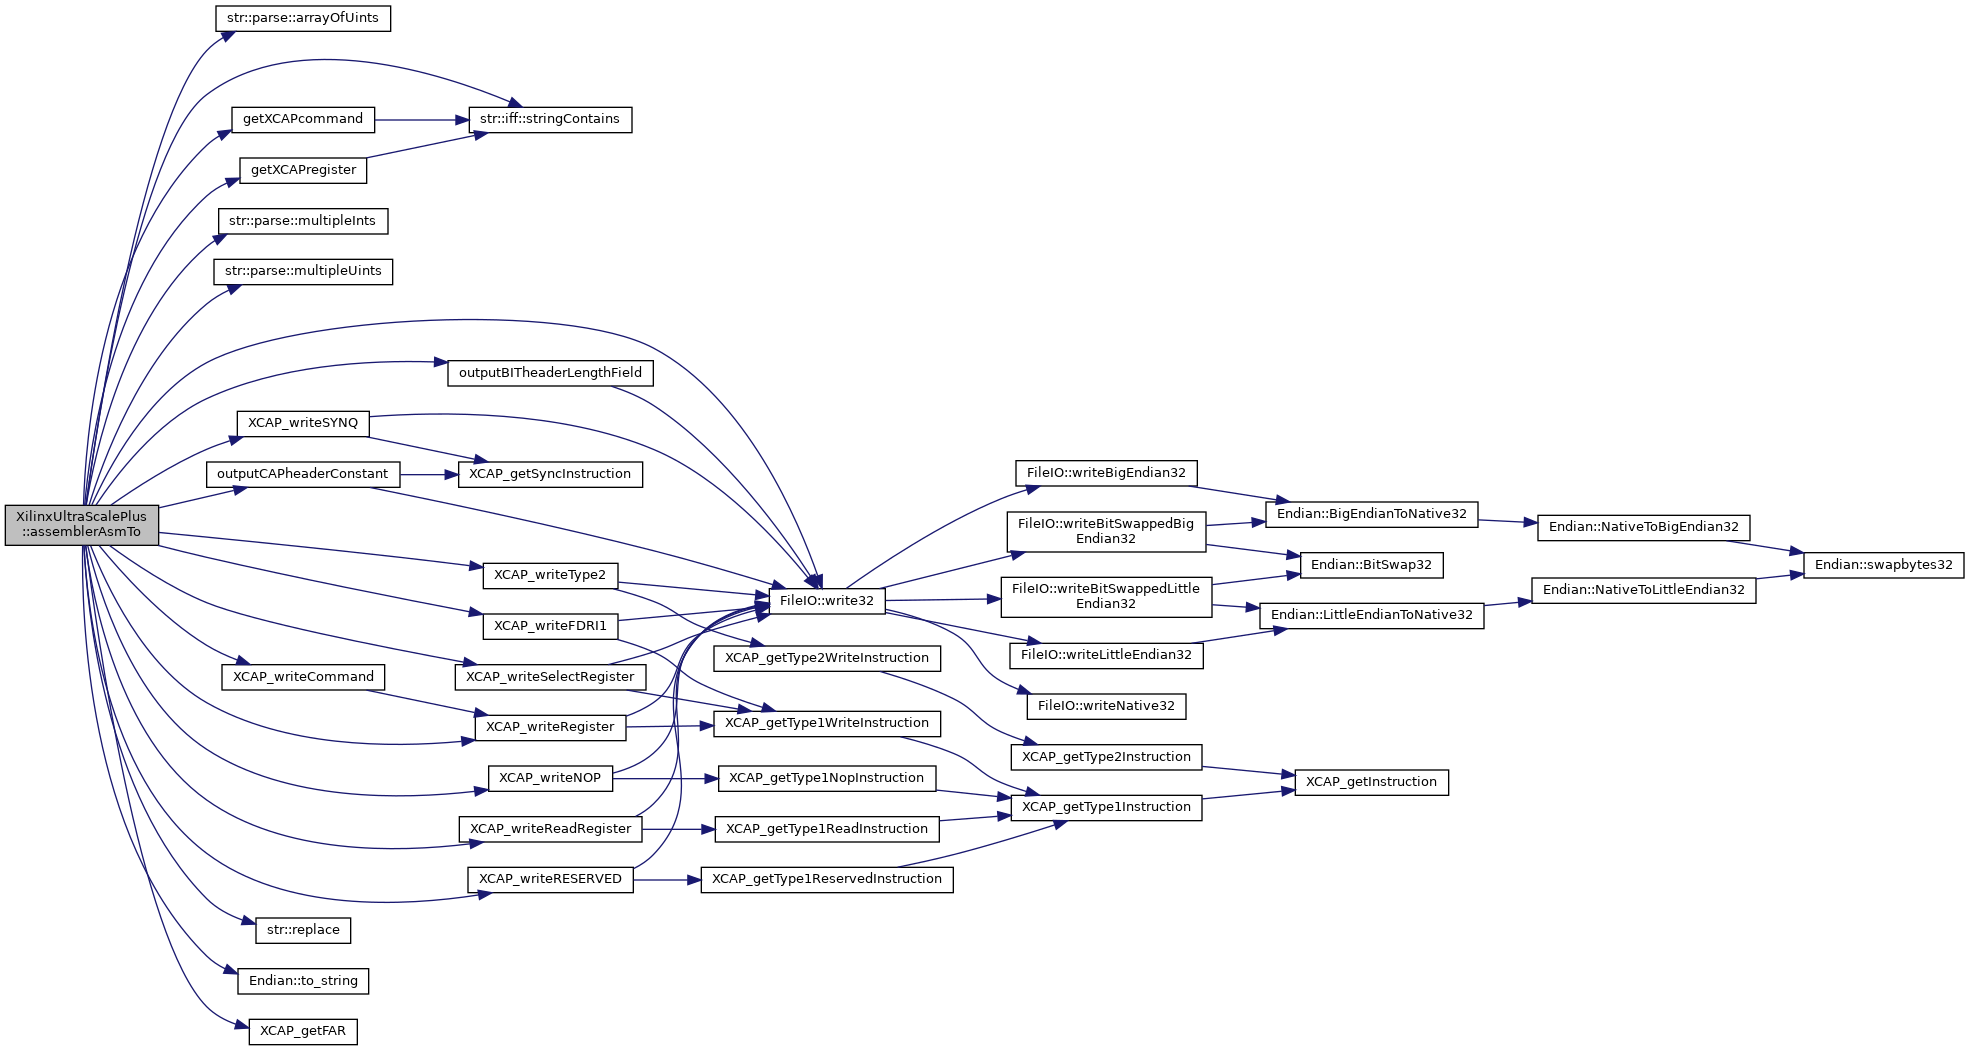 str::parse::arrayOfUints
getXCAPcommand
str::iff::stringContains
getXCAPregister
str::parse::multipleInts
str::parse::multipleUints
outputBITheaderLengthField
XCAP_writeSYNQ
outputCAPheaderConstant
XCAP_getSyncInstruction
FileIO::writeBigEndian32
XilinxUltraScalePlus
::assemblerAsmTo
Endian::BigEndianToNative32
FileIO::writeBitSwappedBig
Endian32
Endian::NativeToBigEndian32
Endian::BitSwap32
Endian::swapbytes32
XCAP_writeType2
FileIO::write32
FileIO::writeBitSwappedLittle
Endian32
Endian::NativeToLittleEndian32
Endian::LittleEndianToNative32
XCAP_writeFDRI1
XCAP_getType2WriteInstruction
FileIO::writeLittleEndian32
XCAP_writeCommand
XCAP_writeSelectRegister
FileIO::writeNative32
XCAP_writeRegister
XCAP_getType1WriteInstruction
XCAP_getType2Instruction
XCAP_writeNOP
XCAP_getType1NopInstruction
XCAP_getInstruction
XCAP_getType1Instruction
XCAP_writeReadRegister
XCAP_getType1ReadInstruction
XCAP_writeRESERVED
XCAP_getType1ReservedInstruction
str::replace
Endian::to_string
XCAP_getFAR